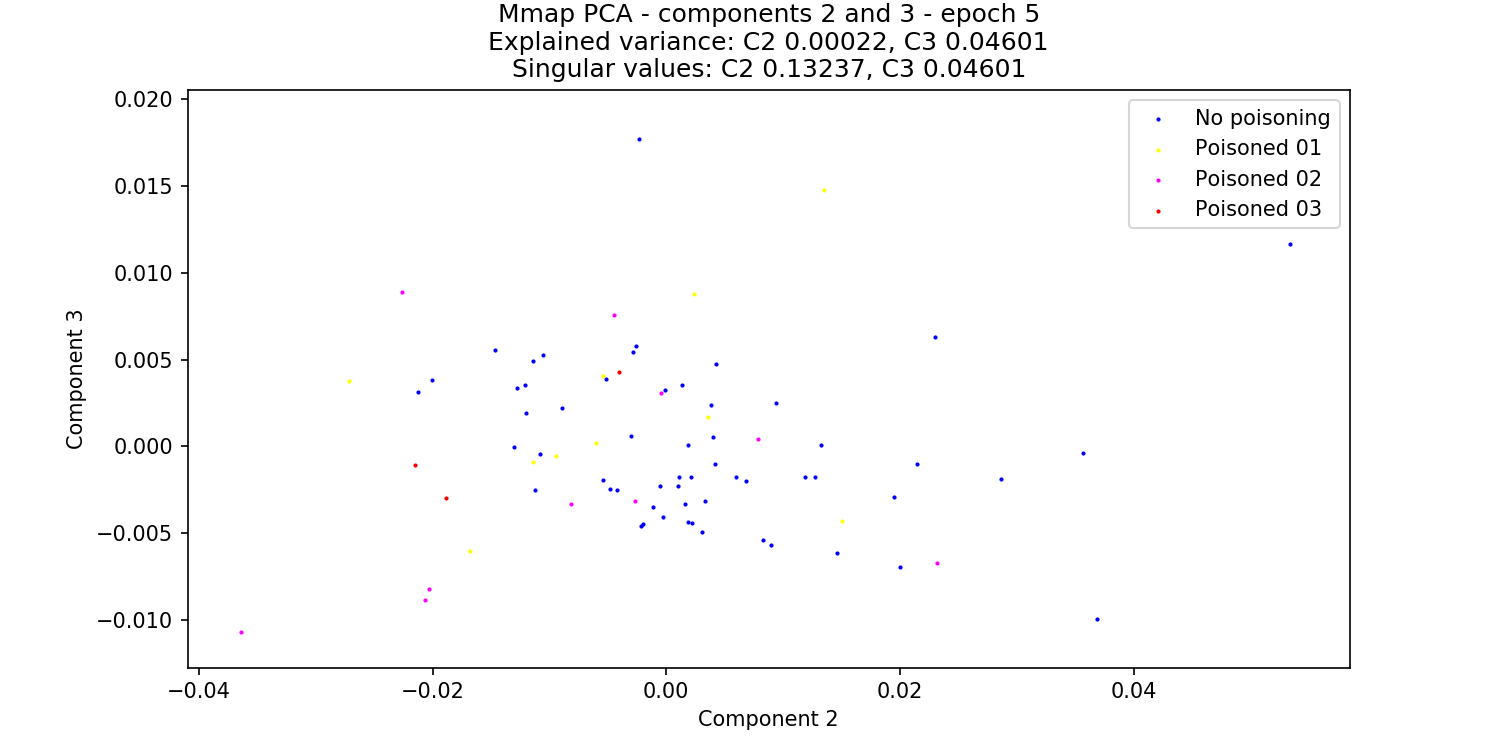 Mmap PCA - components 2 and 3 - epoch 5
Explained variance: C2 0.00022, C3 0.04601
Singular values: C2 0.13237, C3 0.04601
No poisoning
Poisoned 01
Poisoned 02
Poisoned 03
0.020
0.015
0.010
0.005
0.000
−0.005
−0.010
Component 3
−0.04
−0.02
0.00
0.02
0.04
Component 2